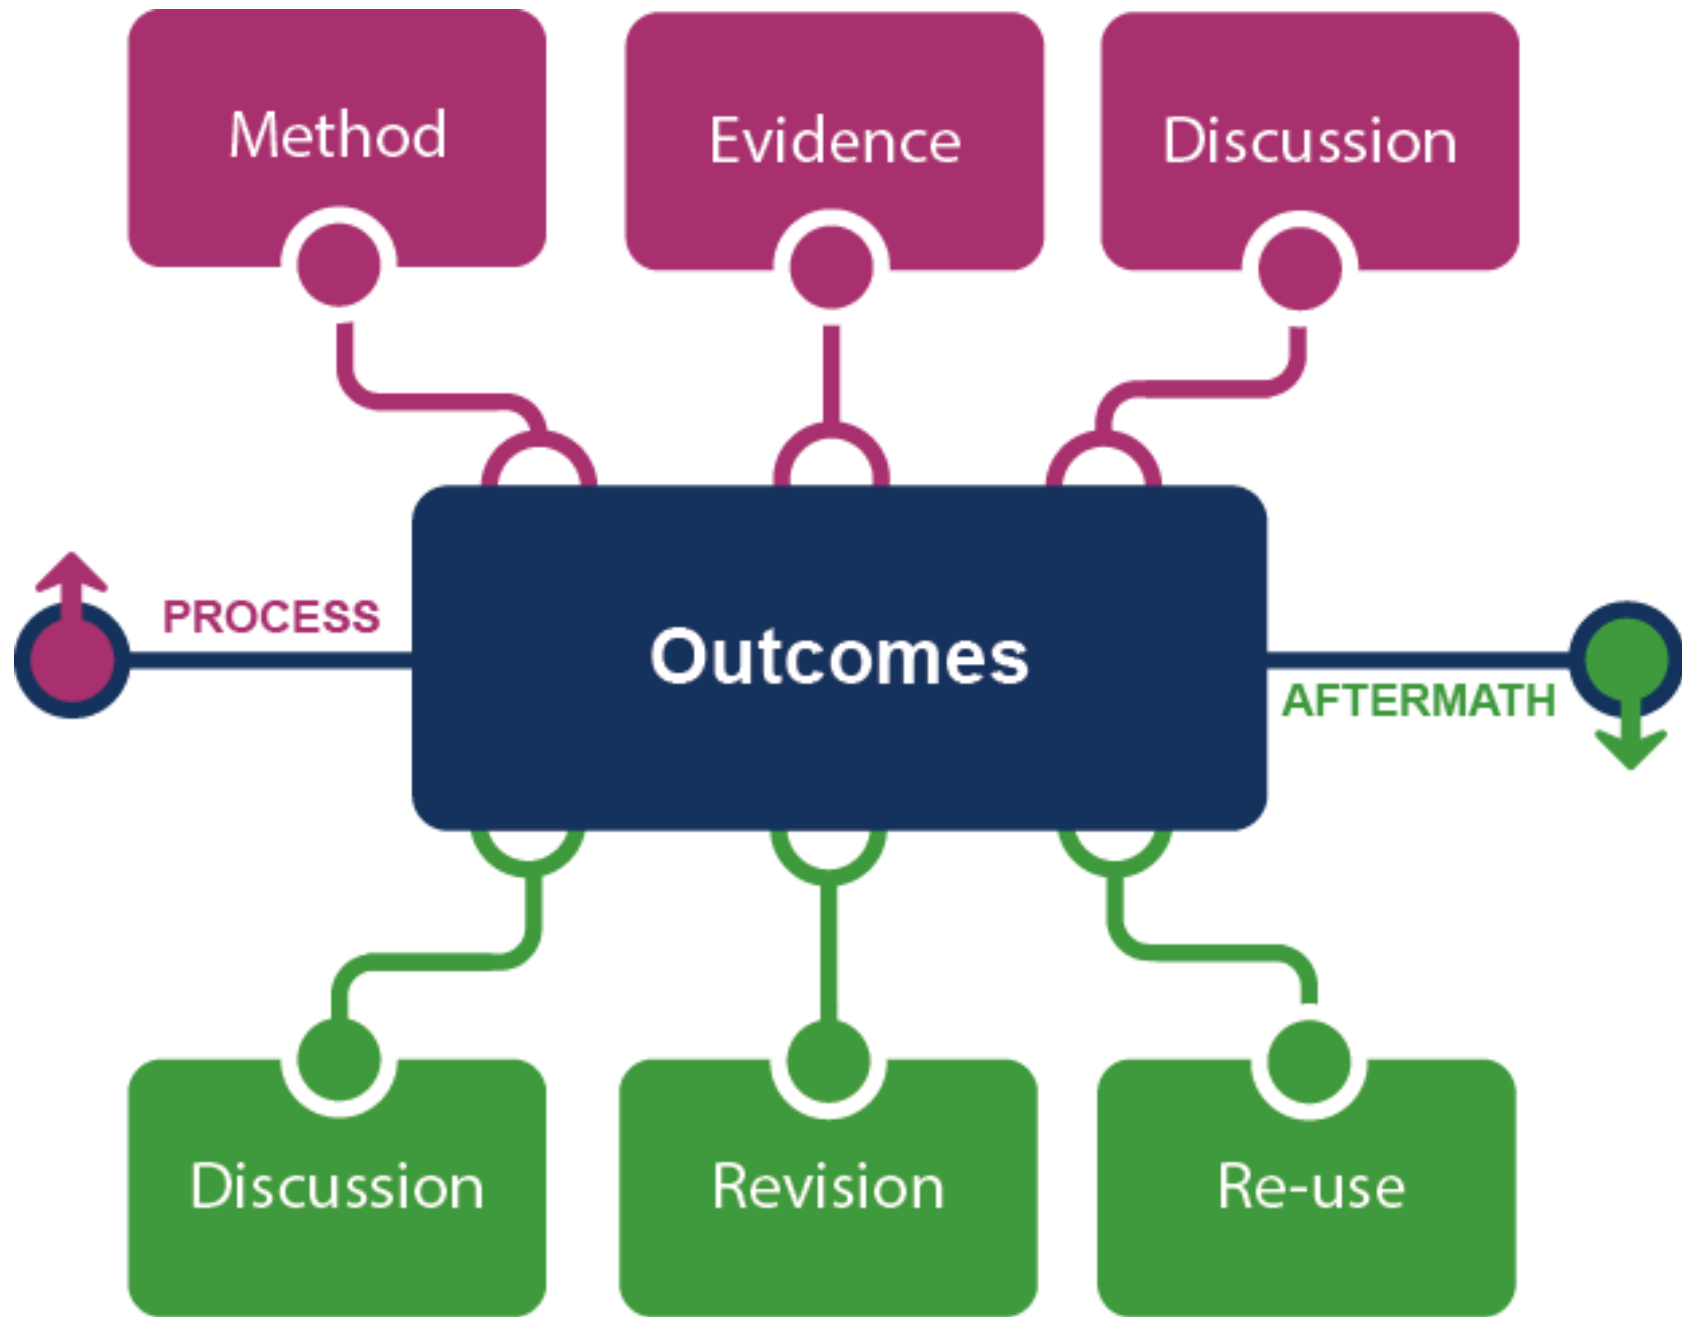 Method
Evidence
Discussion
PROCESS
Outcomes
AFTERMATH
Discussion
Revision
Re-use